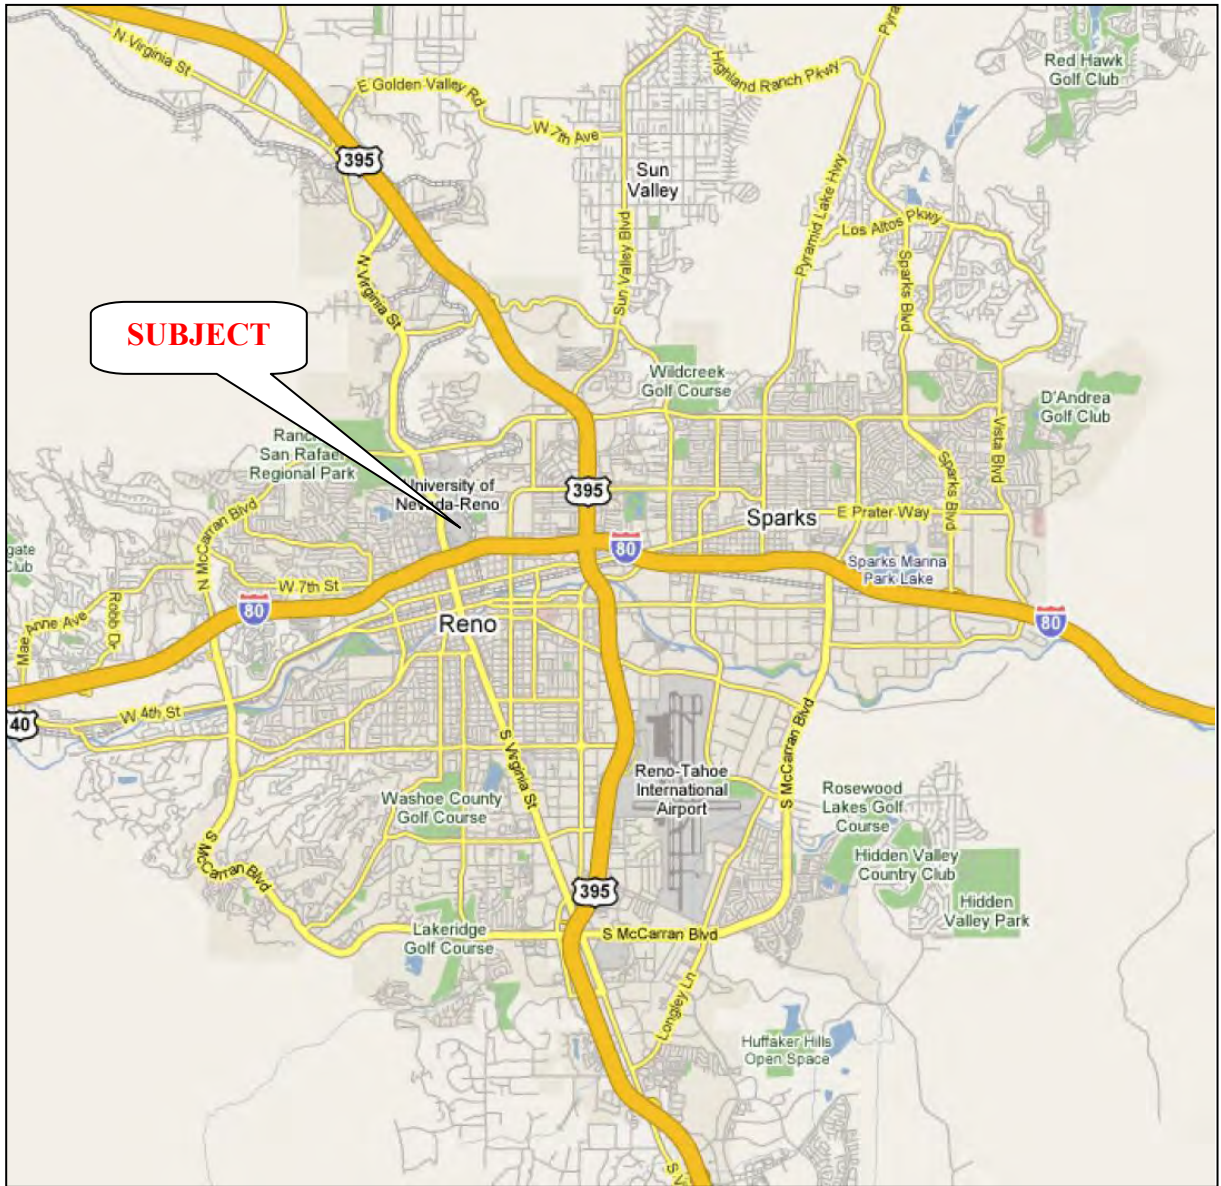 N Virginia St
E Golden Valley Rd
W 7th Ave
Highland Ranch Pkwy
Pyra
Red Hawk
Golf Club
395
Sun
Valley
Sun Valley Blvd
Pyramid Lake Hwy
Los Altos Pkwy
Sparks Blvd
N Virginia St
SUBJECT
Wildcreek
Golf Course
D'Andrea
Golf Club
Vista Blvd
San Rafael
Regional Park
University of
Nevada-Reno
395
Sparks
E Prater Way
Sparks Blvd
N McCarran Blvd
80
Sparks Marina
Park Lake
gate
Club
W 7th St
80
Mae Anne Ave
Robb Dr
Reno
80
40
W 4th St
S Virginia St
S McCarran Blvd
Reno-Tahoe
International
Airport
Washoe County
Golf Course
Rosewood
Lakes Golf
Course
Hidden Valley
Country Club
Hidden
Valley Park
S McCarran Blvd
395
Lakeridge
Golf Course
S McCarran Blvd
Longley Ln
Huffaker Hills
Open Space
S Vi